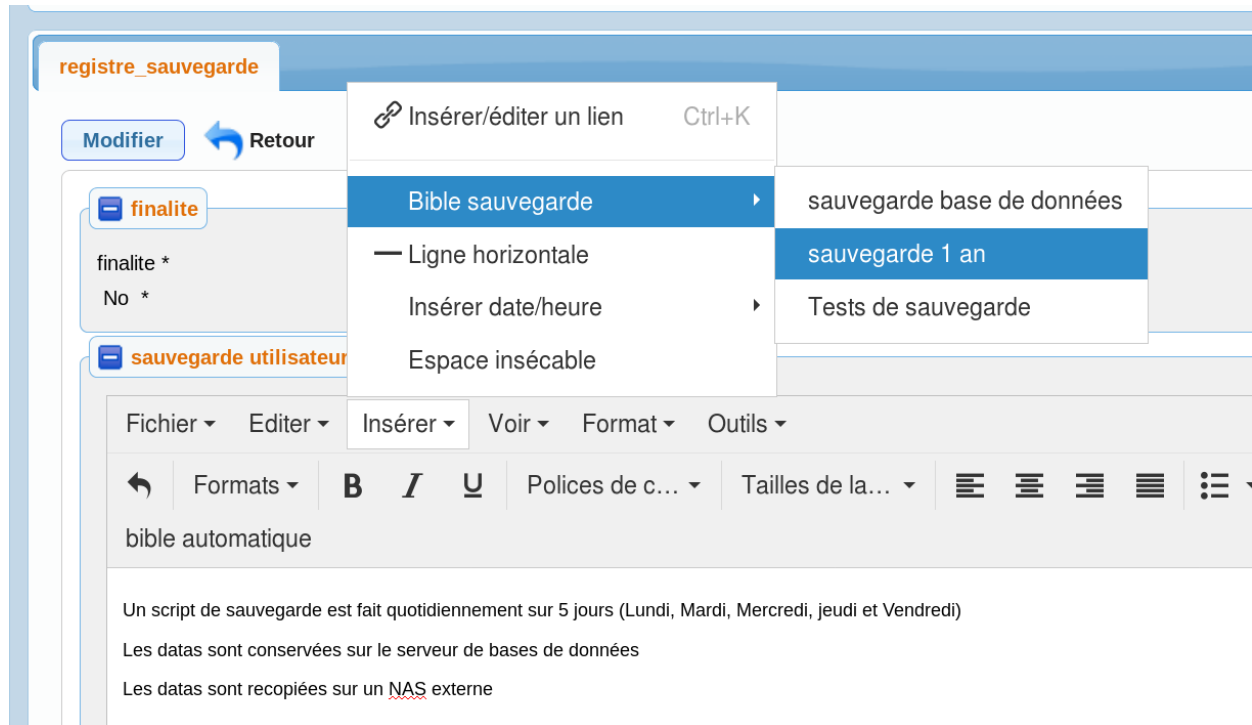 registre_sauvegarde
Insérer/éditer un lien Ctrl+K
Modifier Retour
Bible sauvegarde sauvegarde base de données
finalite
Ligne horizontale sauvegarde 1 an
finalite *
No *
Insérer date/heure Tests de sauvegarde
Espace insécable
sauvegarde utilisateur
Fichier Editer Insérer Voir Format Outils
Formats B I U Polices de c... Tailles de la...
bible automatique
Un script de sauvegarde est fait quotidiennement sur 5 jours (Lundi, Mardi, Mercredi, jeudi et Vendredi)
Les datas sont conservées sur le serveur de bases de données
Les datas sont recopiées sur un NAS externe